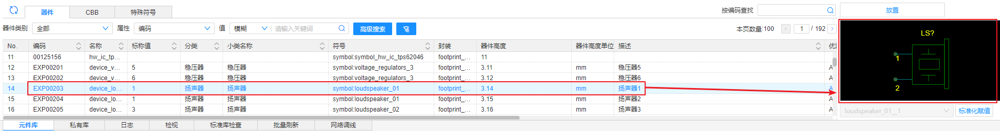 器件 CBB 特殊符号 按编码查找 放置
器件类别 全部 属性 编码 值 模糊 请输入关键词 高级搜索 本页数量:100 1 / 192
LS?
1
2
No. 编码 名称 标称值 分类 小类名称 符号 封装 器件高度 器件高度单位 描述
11 00125156 hw_ic_tp... symbol:symbol_hw_ic_tps62046 footprint_... 11
12 EXP00201 device_v... 5 稳压器 稳压器 symbol:voltage_regulators_3 footprint_... 3.11 mm 稳压器5 A
13 EXP00202 device_v... 6 稳压器 稳压器 symbol:voltage_regulators_3 footprint_... 3.12 mm 稳压器6 A
14 EXP00203 device_lo... 1 扬声器 扬声器 symbol:loudspeaker_01 footprint_... 3.14 mm 扬声器1 A
15 EXP00204 device_lo... 1 扬声器 扬声器 symbol:loudspeaker_01 footprint_... 3.15 mm 扬声器2 A
16 EXP00205 device_lo... 3 扬声器 扬声器 symbol:loudspeaker_02 footprint_... 3.16 mm 扬声器3 A
loudspeaker_01__1 标准化赋值
元件库 私有库 日志 检视 标准库检查 批量刷新 网络调线